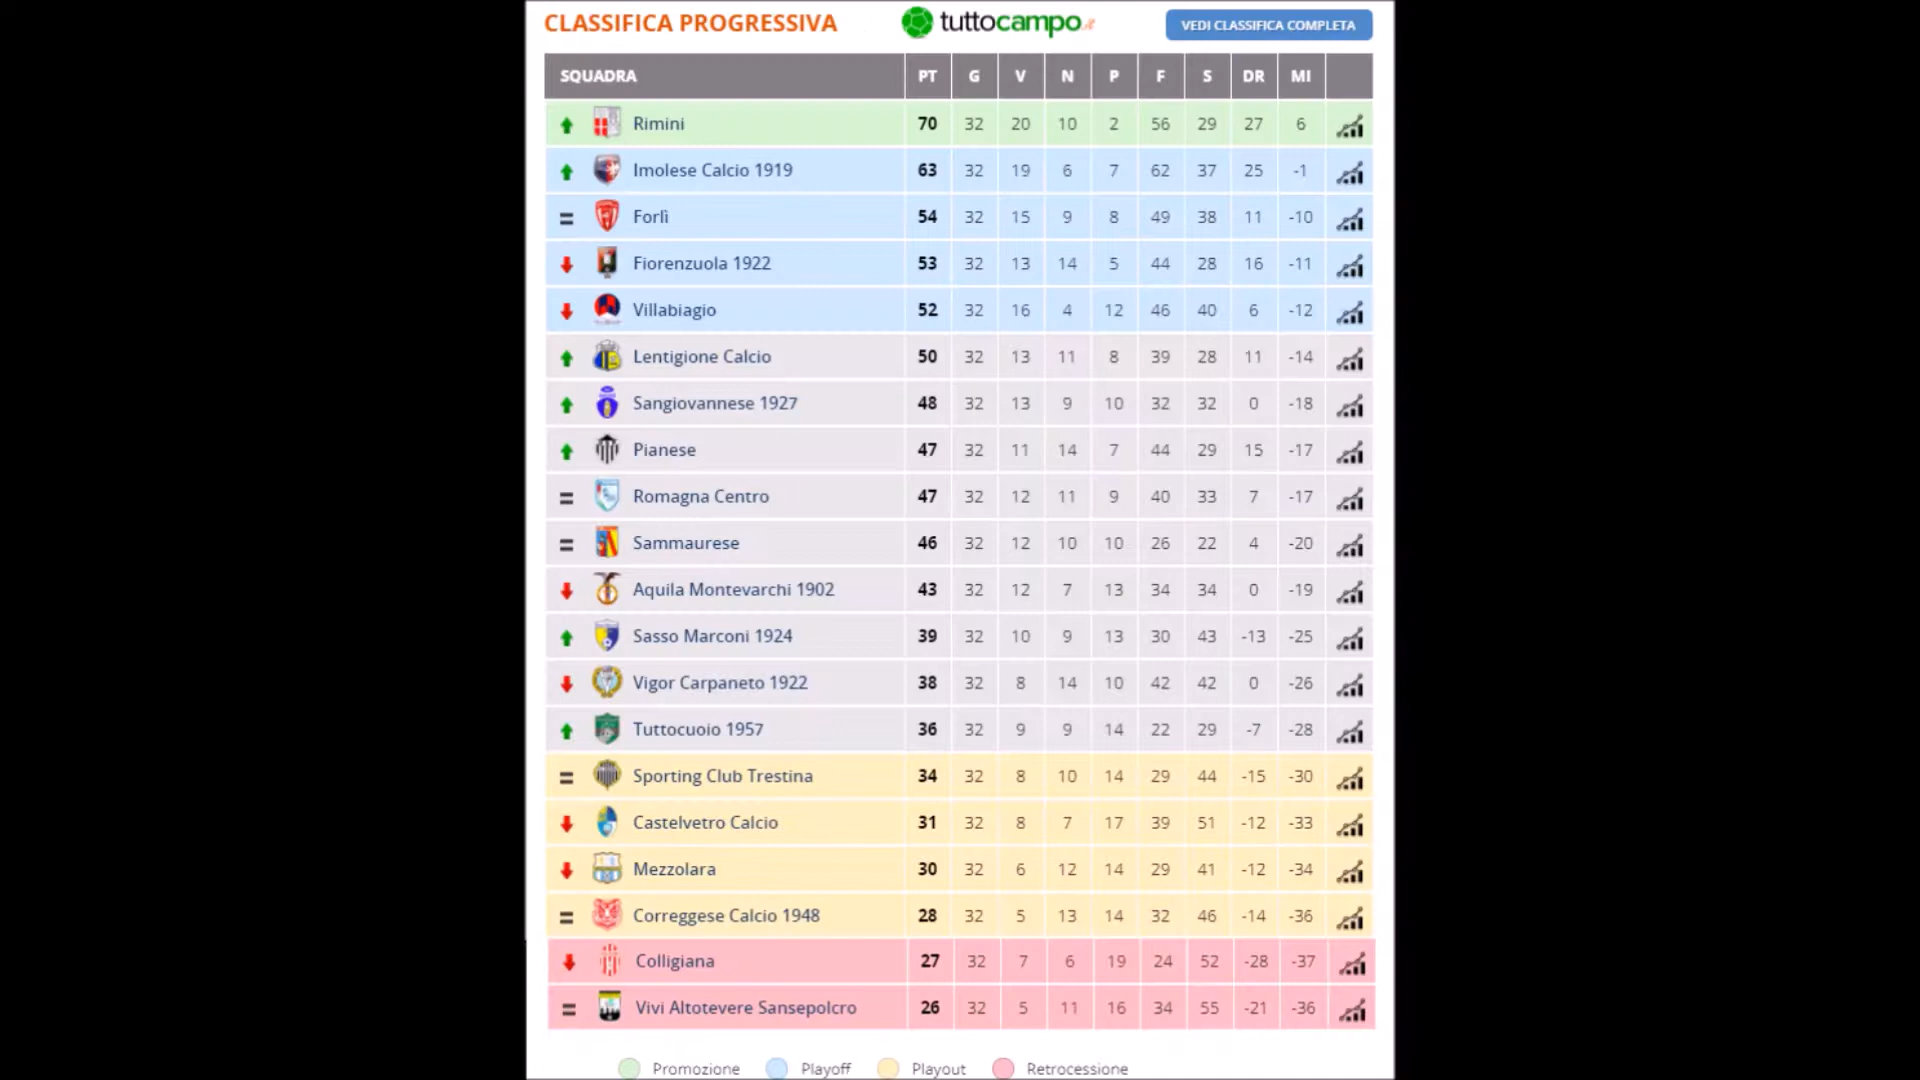 CLASSIFICA PROGRESSIVA tuttocampo.it VEDI CLASSIFICA COMPLETA
SQUADRA PT G V N P F S DR MI
Rimini 70 32 20 10 2 56 29 27 6
Imolese Calcio 1919 63 32 19 6 7 62 37 25 -1
Forlì 54 32 15 9 8 49 38 11 -10
Fiorenzuola 1922 53 32 13 14 5 44 28 16 -11
Villabiagio 52 32 16 4 12 46 40 6 -12
Lentigione Calcio 50 32 13 11 8 39 28 11 -14
Sangiovannese 1927 48 32 13 9 10 32 32 0 -18
Pianese 47 32 11 14 7 44 29 15 -17
Romagna Centro 47 32 12 11 9 40 33 7 -17
Sammaurese 46 32 12 10 10 26 22 4 -20
Aquila Montevarchi 1902 43 32 12 7 13 34 34 0 -19
Sasso Marconi 1924 39 32 10 9 13 30 43 -13 -25
Vigor Carpaneto 1922 38 32 8 14 10 42 42 0 -26
Tuttocuoio 1957 36 32 9 9 14 22 29 -7 -28
Sporting Club Trestina 34 32 8 10 14 29 44 -15 -30
Castelvetro Calcio 31 32 8 7 17 39 51 -12 -33
Mezzolara 30 32 6 12 14 29 41 -12 -34
Correggese Calcio 1948 28 32 5 13 14 32 46 -14 -36
Colligiana 27 32 7 6 19 24 52 -28 -37
Vivi Altotevere Sansepolcro 26 32 5 11 16 34 55 -21 -36
Promozione Playoff Playout Retrocessione